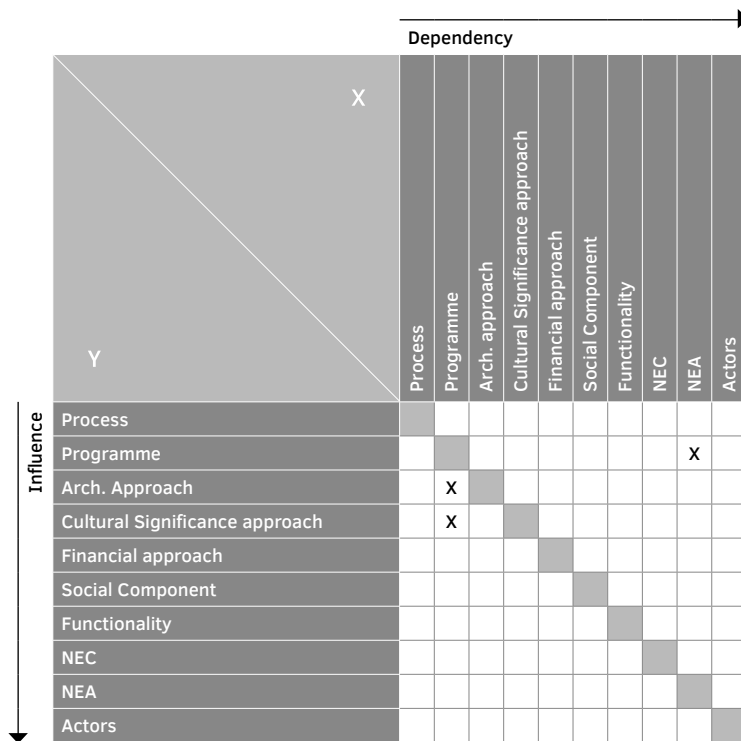 Dependency
X
Y
Process
Programme
Arch. approach
Cultural Significance approach
Financial approach
Social Component
Functionality
NEC
NEA
Actors
Influence
Process
Programme
X
Arch. Approach
X
Cultural Significance approach
X
Financial approach
Social Component
Functionality
NEC
NEA
Actors